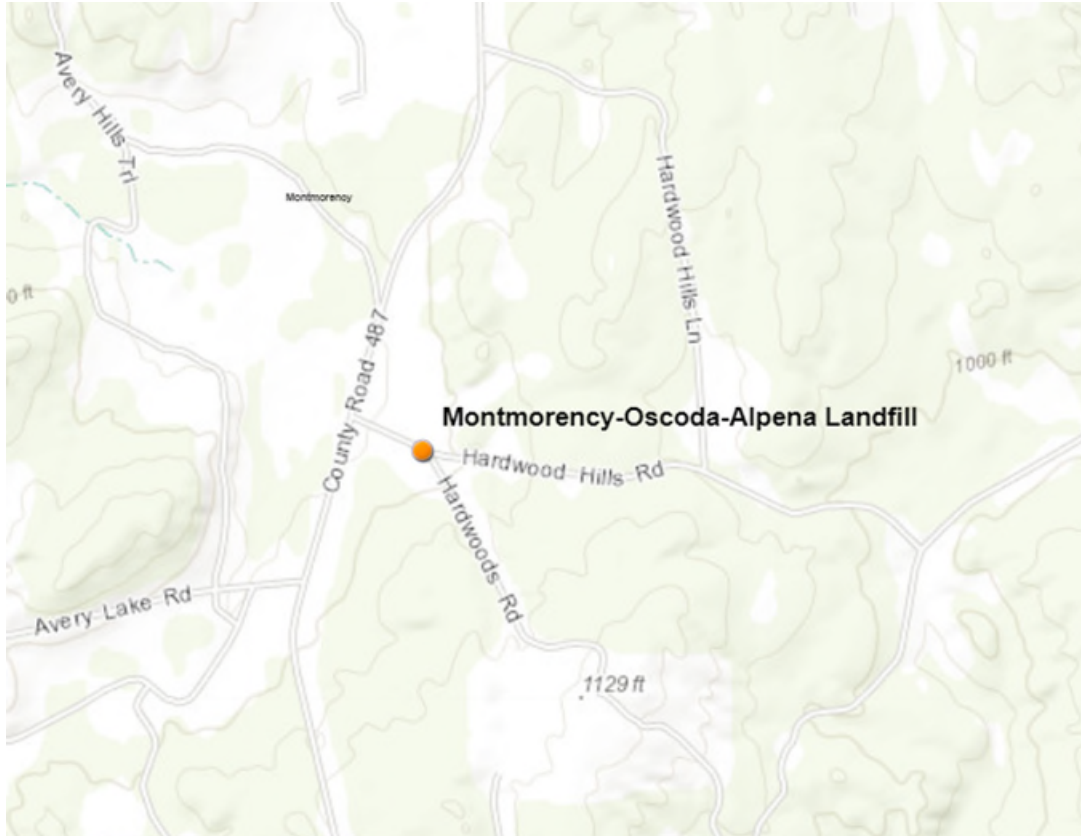 Avery Hills Trl
Montmorency
Hardwood Hills Ln
0 ft
County Road 487
1000 ft
Montmorency-Oscoda-Alpena Landfill
Hardwood Hills Rd
Hardwoods Rd
Avery Lake Rd
1129 ft